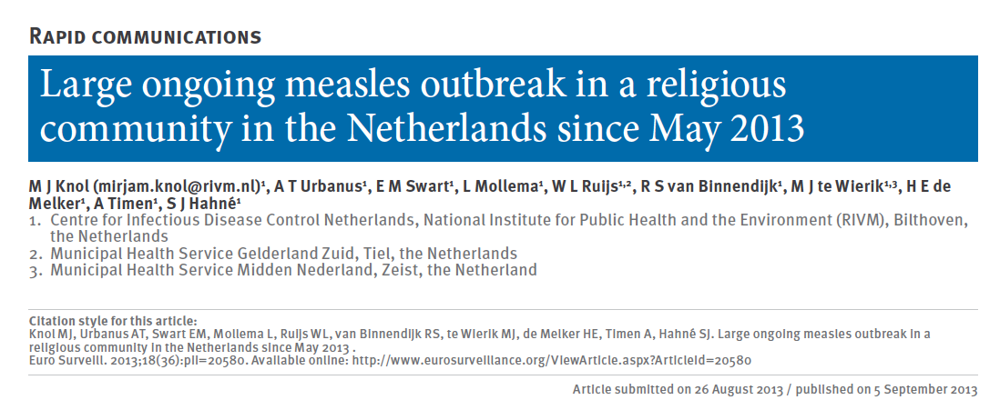 RAPID COMMUNICATIONS
Large ongoing measles outbreak in a religious
community in the Netherlands since May 2013
M J Knol (mirjam.knol@rivm.nl)¹, A T Urbanus¹, E M Swart¹, L Mollema¹, W L Ruijs¹,², R S van Binnendijk¹, M J te Wierik¹,³, H E de
Melker¹, A Timen¹, S J Hahné¹
1. Centre for Infectious Disease Control Netherlands, National Institute for Public Health and the Environment (RIVM), Bilthoven,
the Netherlands
2. Municipal Health Service Gelderland Zuid, Tiel, the Netherlands
3. Municipal Health Service Midden Nederland, Zeist, the Netherland
Citation style for this article:
Knol MJ, Urbanus AT, Swart EM, Mollema L, Ruijs WL, van Binnendijk RS, te Wierik MJ, de Melker HE, Timen A, Hahné SJ. Large ongoing measles outbreak in a
religious community in the Netherlands since May 2013 .
Euro Surveill. 2013;18(36):pii=20580. Available online: http://www.eurosurveillance.org/ViewArticle.aspx?ArticleId=20580
Article submitted on 26 August 2013 / published on 5 September 2013